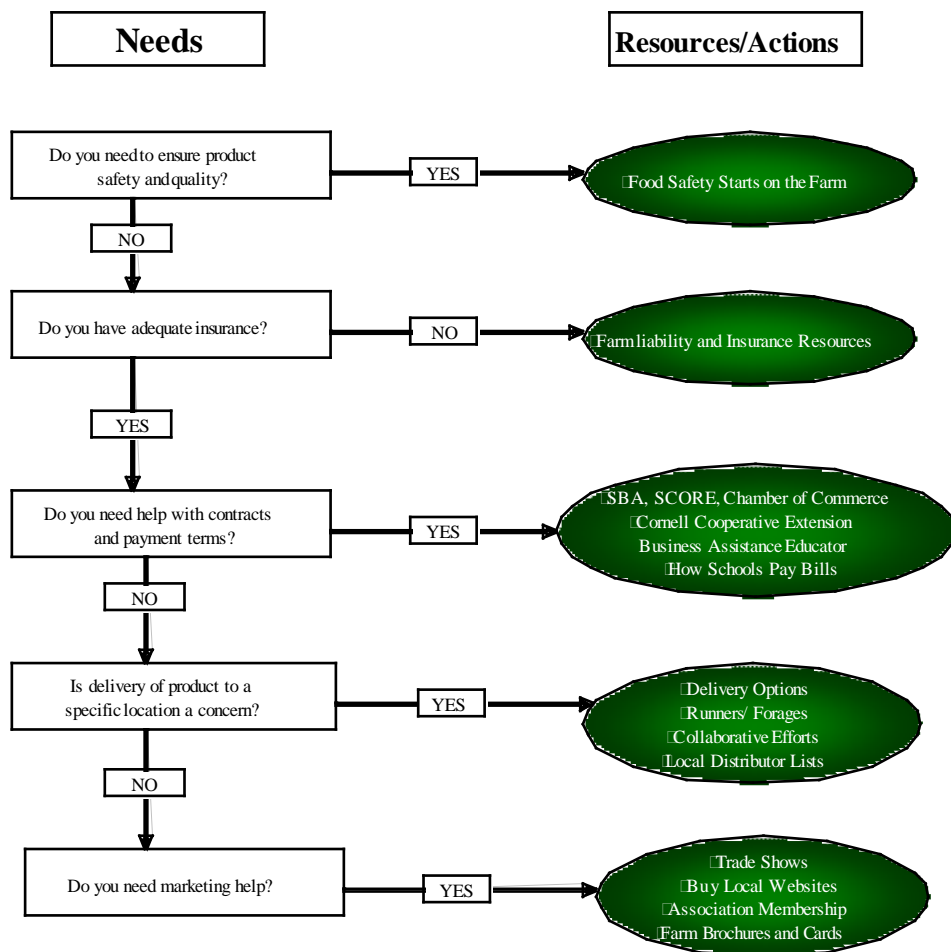 Needs
Resources/Actions
Do you need to ensure product
safety and quality?
YES
Food Safety Starts on the Farm
NO
Do you have adequate insurance?
NO
Farm liability and Insurance Resources
YES
Do you need help with contracts
and payment terms?
YES
SBA, SCORE, Chamber of Commerce
Cornell Cooperative Extension
Business Assistance Educator
How Schools Pay Bills
NO
Is delivery of product to a
specific location a concern?
YES
Delivery Options
Runners/ Forages
Collaborative Efforts
Local Distributor Lists
NO
Do you need marketing help?
YES
Trade Shows
Buy Local Websites
Association Membership
Farm Brochures and Cards